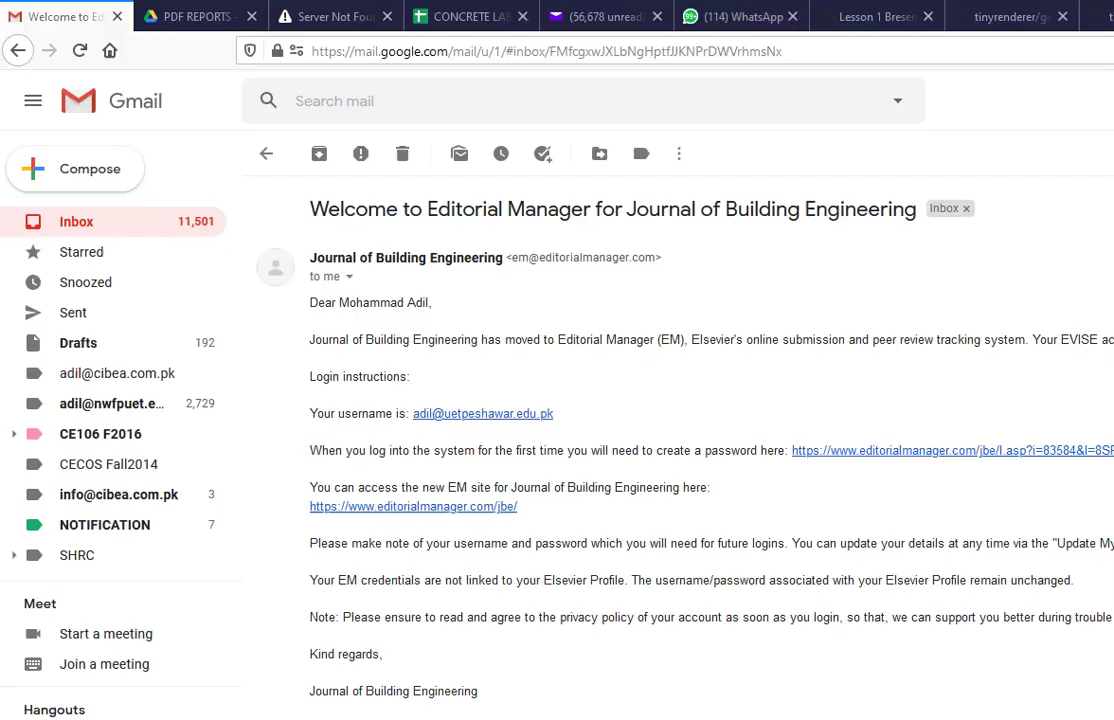 Welcome to Ed
PDF REPORTS -
Server Not Fou
CONCRETE LA
(56,678 unread)
(114) WhatsApp
Lesson 1 Brese
tinyrenderer/g
https://mail.google.com/mail/u/1/#inbox/FMfcgxwJXLbNgHptfJJKNPrDWVrhmsNx
Gmail
Search mail
Compose
Inbox 11,501
Starred
Snoozed
Sent
Drafts 192
adil@cibea.com.pk
adil@nwfpuet.e... 2,729
CE106 F2016
CECOS Fall2014
info@cibea.com.pk 3
NOTIFICATION 7
SHRC
Meet
Start a meeting
Join a meeting
Hangouts
Welcome to Editorial Manager for Journal of Building Engineering Inbox x
Journal of Building Engineering <em@editorialmanager.com>
to me
Dear Mohammad Adil,
Journal of Building Engineering has moved to Editorial Manager (EM), Elsevier's online submission and peer review tracking system. Your EVISE ac
Login instructions:
Your username is: adil@uetpeshawar.edu.pk
When you log into the system for the first time you will need to create a password here: https://www.editorialmanager.com/jbe/l.asp?i=83584&l=8S
You can access the new EM site for Journal of Building Engineering here:
https://www.editorialmanager.com/jbe/
Please make note of your username and password which you will need for future logins. You can update your details at any time via the "Update My
Your EM credentials are not linked to your Elsevier Profile. The username/password associated with your Elsevier Profile remain unchanged.
Note: Please ensure to read and agree to the privacy policy of your account as soon as you login, so that, we can support you better during trouble
Kind regards,
Journal of Building Engineering